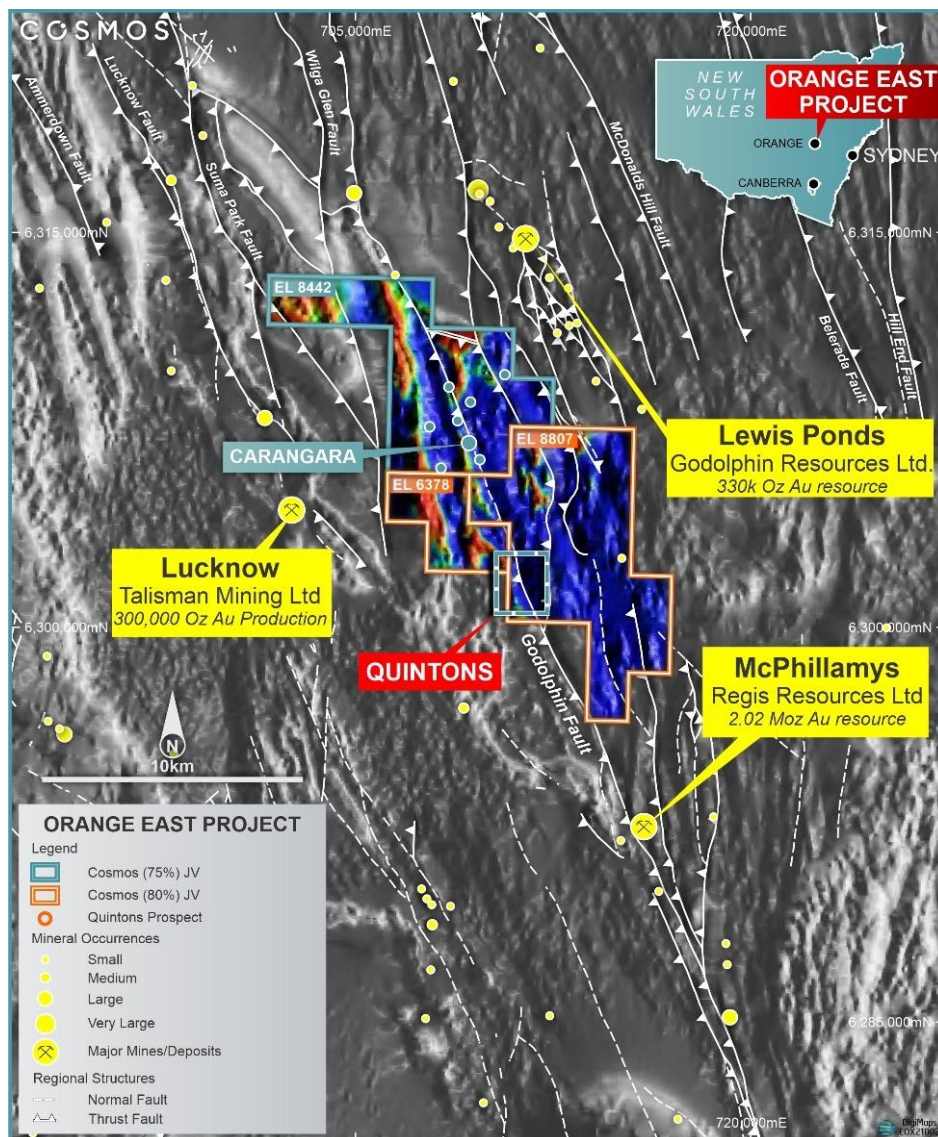 COSMOS
705,000mE
720,000mE
NEW
SOUTH
WALES
ORANGE EAST
PROJECT
ORANGE
SYDNEY
CANBERRA
Ammerdown Fault
Lucknow Fault
Suma Park Fault
Wilga Glen Fault
McDonalds Hill Fault
Belerada Fault
Hill End Fault
6,315,000mN
6,315,000mN
EL 8442
CARANGARA
EL 8807
EL 6378
Lewis Ponds
Godolphin Resources Ltd.
330k Oz Au resource
Lucknow
Talisman Mining Ltd
300,000 Oz Au Production
6,300,000mN
6,300,000mN
QUINTONS
Godolphin Fault
McPhillamys
Regis Resources Ltd
2.02 Moz Au resource
N
10km
ORANGE EAST PROJECT
Legend
Cosmos (75%) JV
Cosmos (80%) JV
Quintons Prospect
Mineral Occurrences
Small
Medium
Large
Very Large
Major Mines/Deposits
Regional Structures
Normal Fault
Thrust Fault
6,285,000mN
720,000mE
DigiMaps